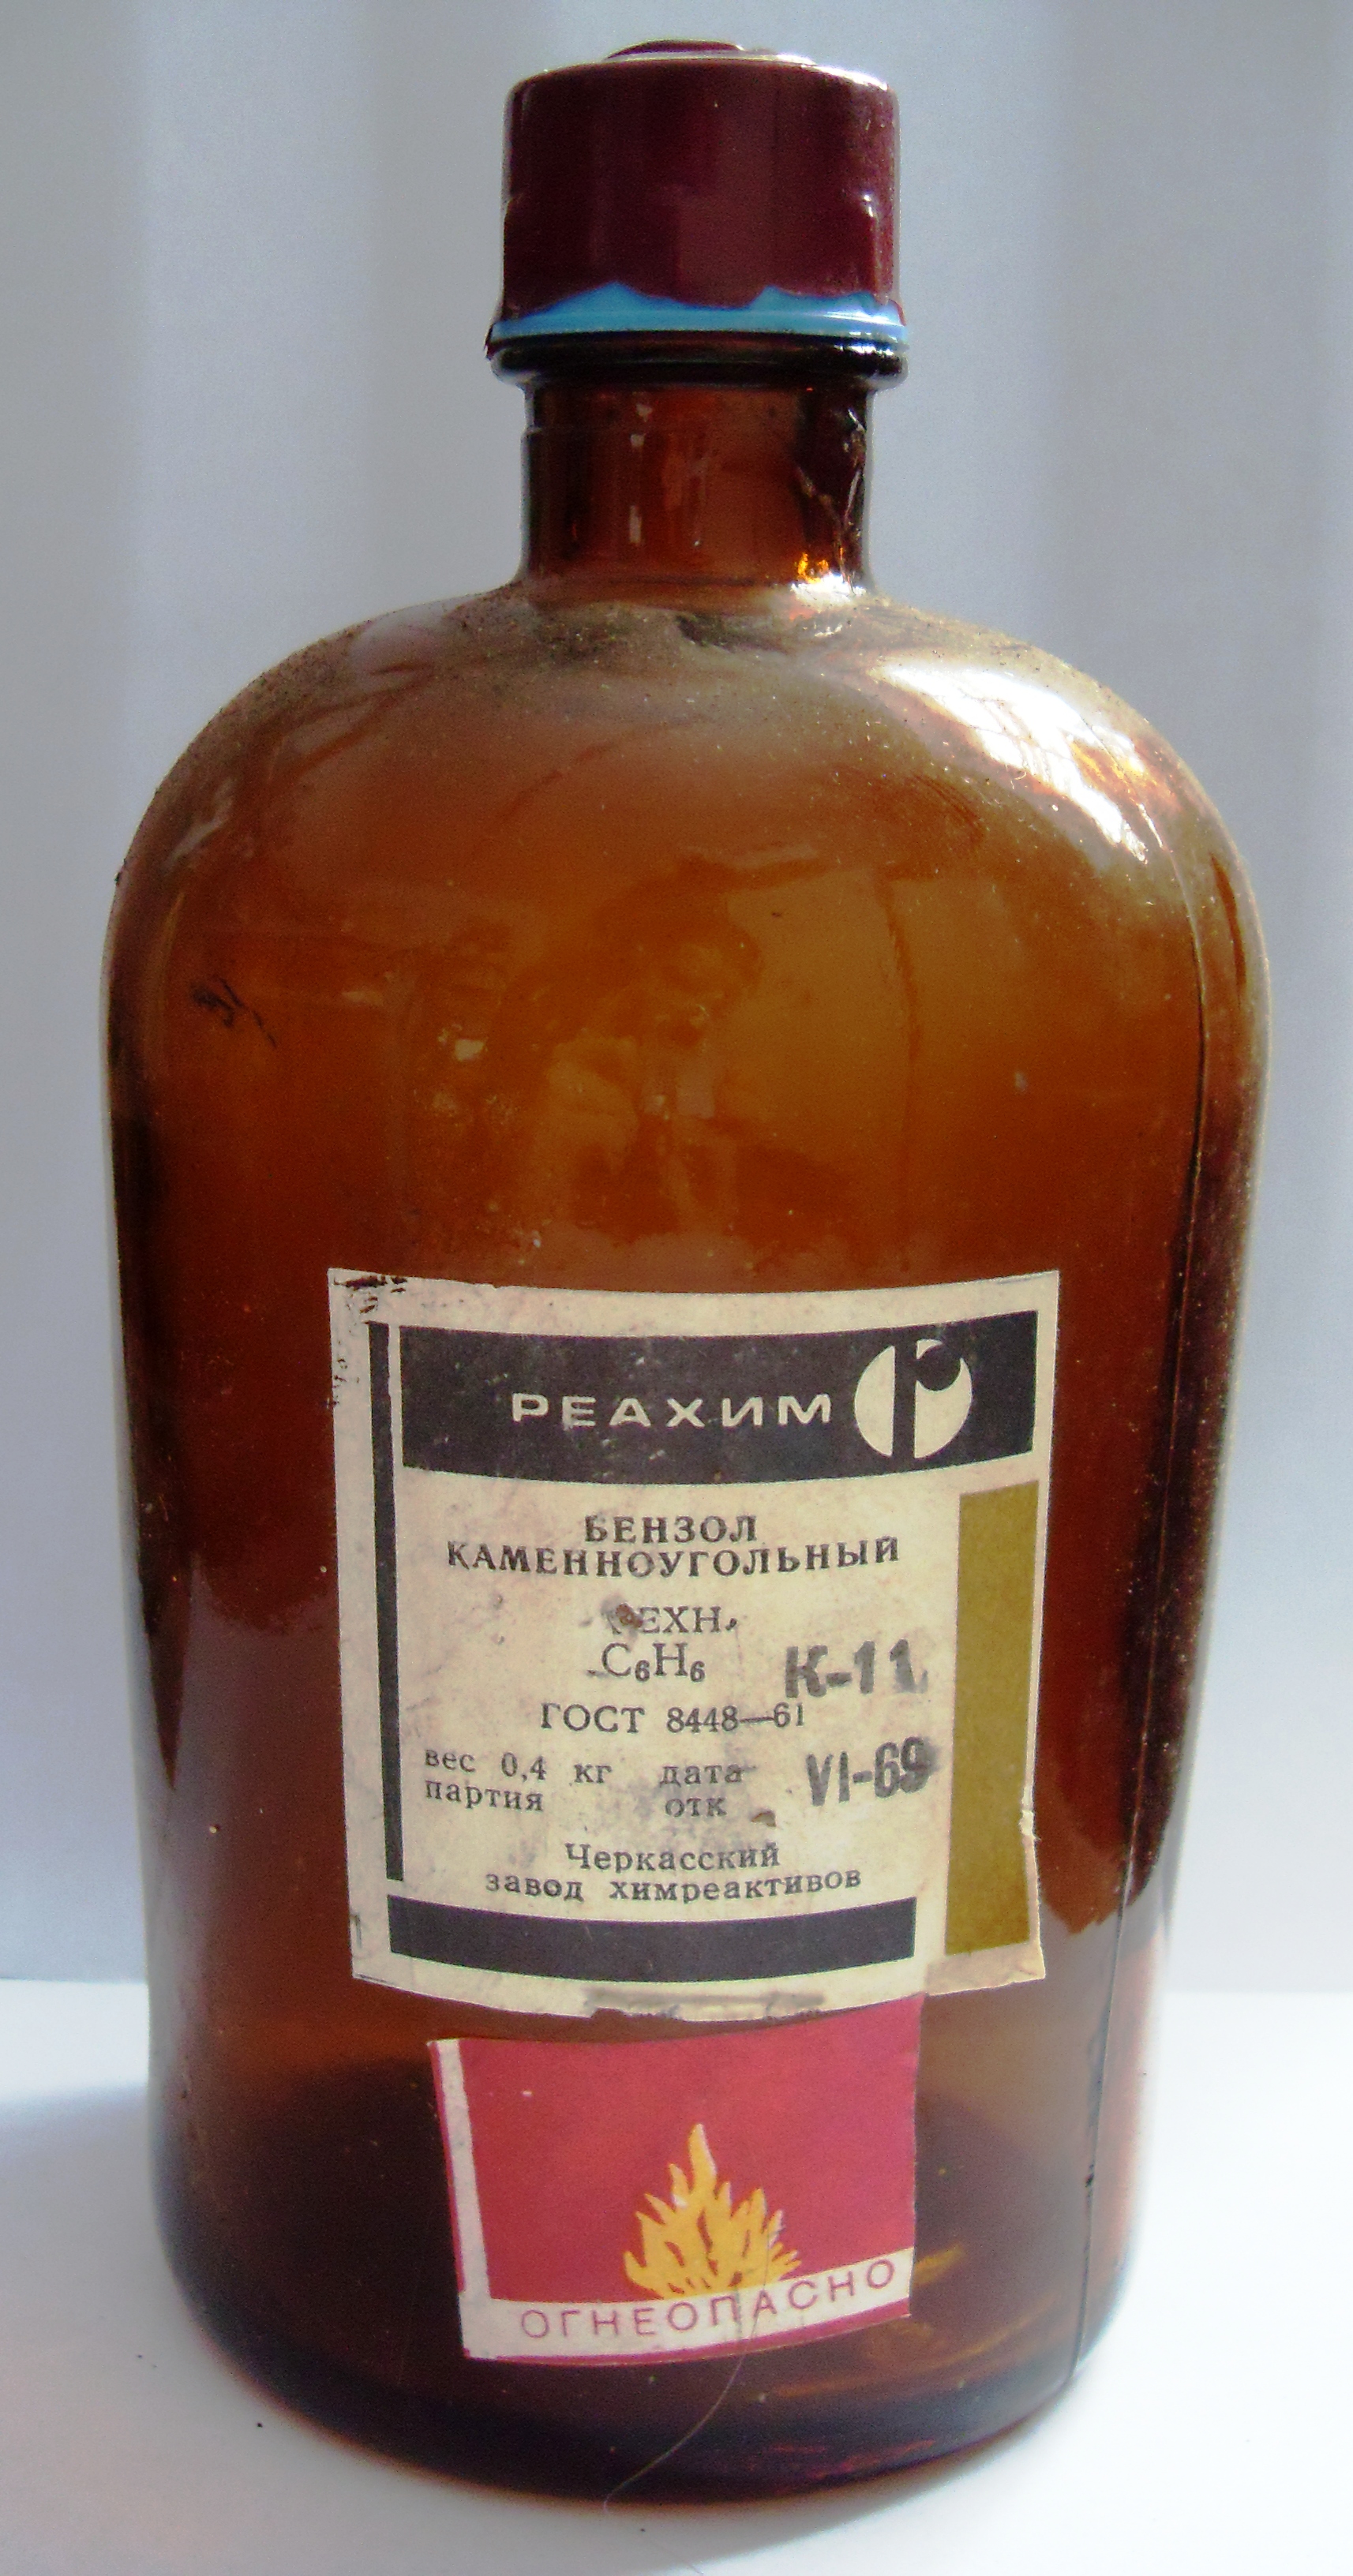 РЕАХИМ
БЕНЗОЛ
КАМЕННОУГОЛЬНЫЙ
ТЕХН.
C₆H₆ К-11
ГОСТ 8448—61
вес 0,4 кг дата VI-69
партия отк
Черкасский
завод химреактивов
ОГНЕОПАСНО